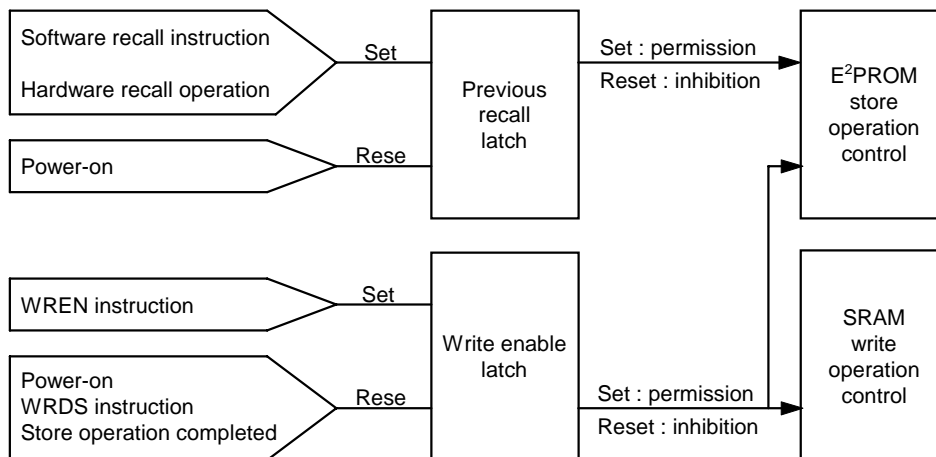 Software recall instruction
Hardware recall operation
Set
Power-on
Rese
Previous
recall
latch
Set : permission
Reset : inhibition
E²PROM
store
operation
control
WREN instruction
Set
Power-on
WRDS instruction
Store operation completed
Rese
Write enable
latch
Set : permission
Reset : inhibition
SRAM
write
operation
control